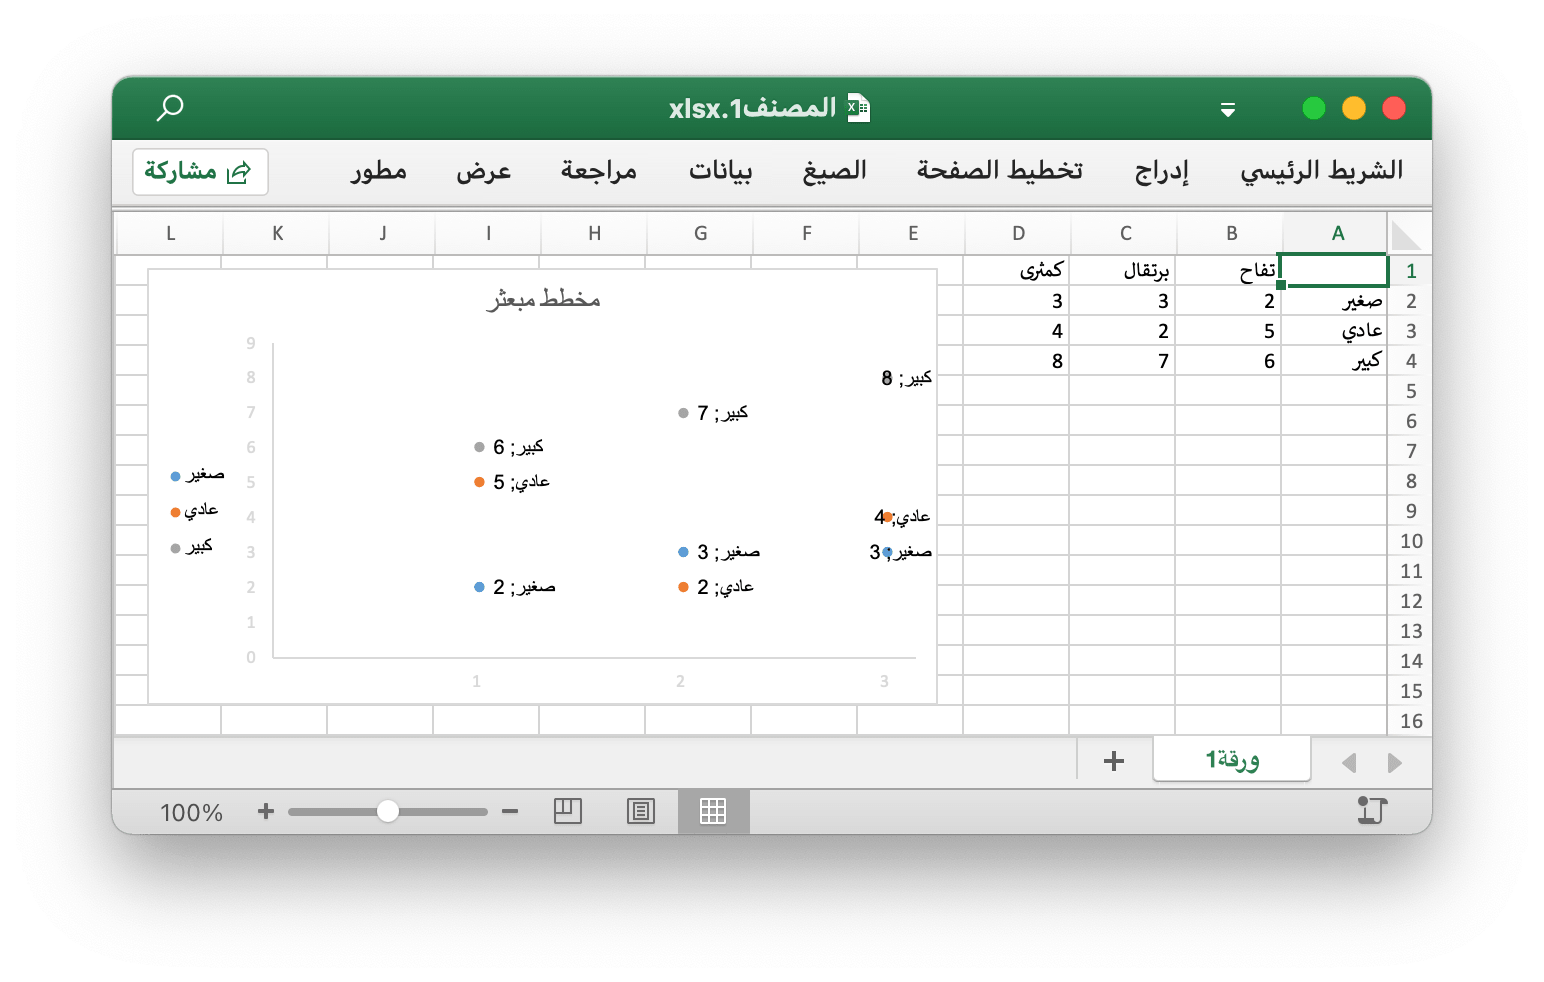 المصنف1.xlsx
الشريط الرئيسي إدراج تخطيط الصفحة الصيغ بيانات مراجعة عرض مطور مشاركة
A B C D E F G H I J K L
1 تفاح برتقال كمثرى
2 صغير 2 3 3
3 عادي 5 2 4
4 كبير 6 7 8
5
6
7
8
9
10
11
12
13
14
15
16
مخطط مبعثر
9
8
7
6
5
4
3
2
1
0
1 2 3
كبير; 8
كبير; 7
كبير; 6
عادي; 5
عادي; 4
صغير; 3
صغير; 3
صغير; 2
عادي; 2
صغير
عادي
كبير
ورقة1
100%